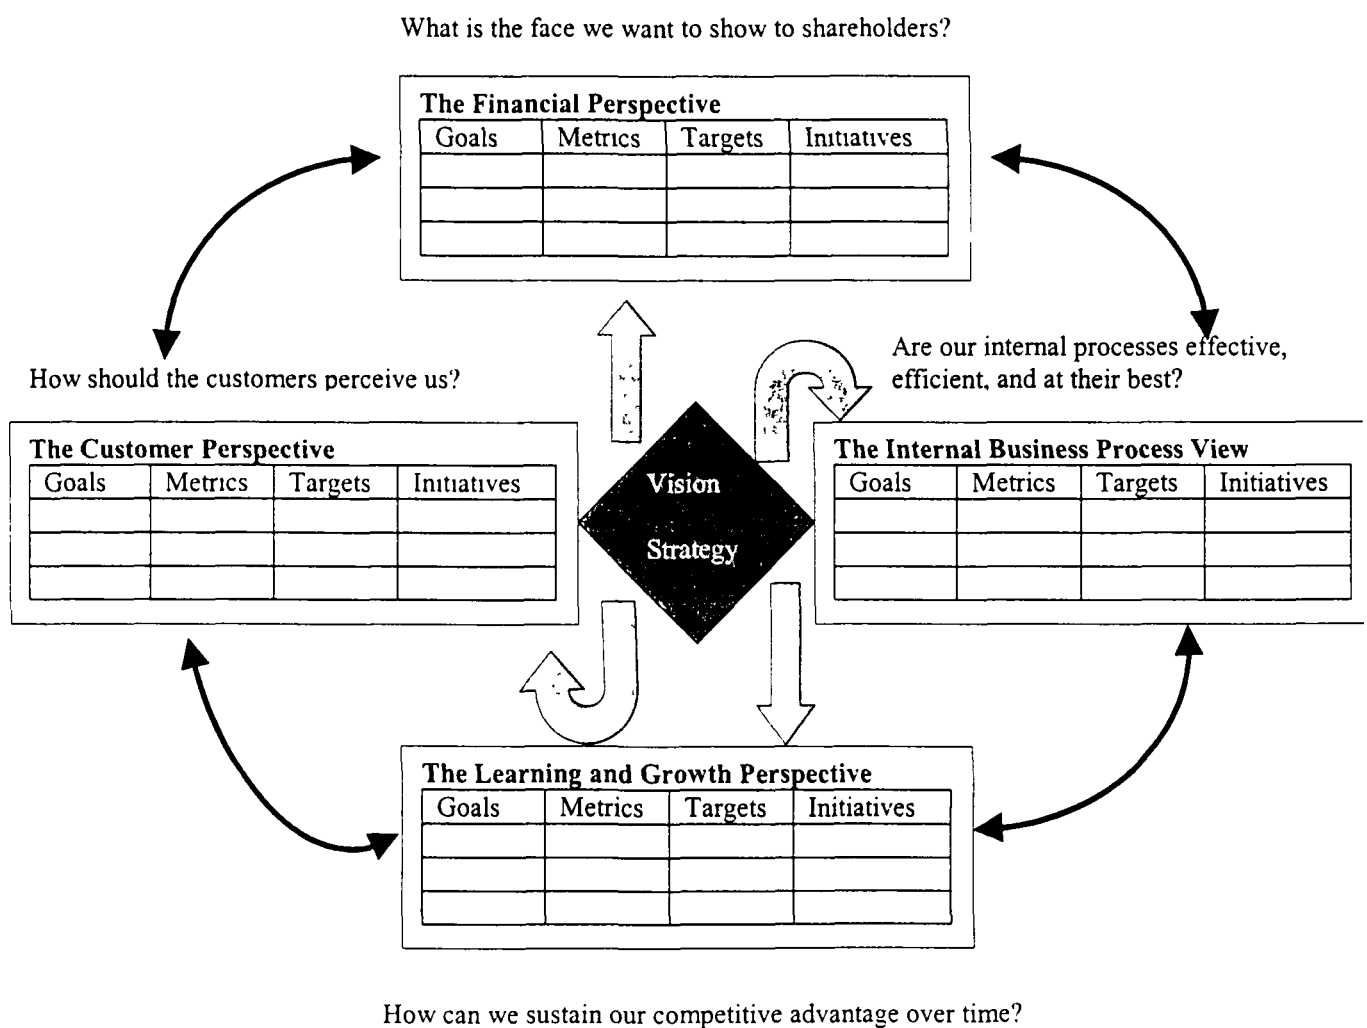 What is the face we want to show to shareholders?
The Financial Perspective
Goals Metrics Targets Initiatives
How should the customers perceive us?
Are our internal processes effective,
efficient, and at their best?
The Customer Perspective
Goals Metrics Targets Initiatives
Vision
Strategy
The Internal Business Process View
Goals Metrics Targets Initiatives
The Learning and Growth Perspective
Goals Metrics Targets Initiatives
How can we sustain our competitive advantage over time?